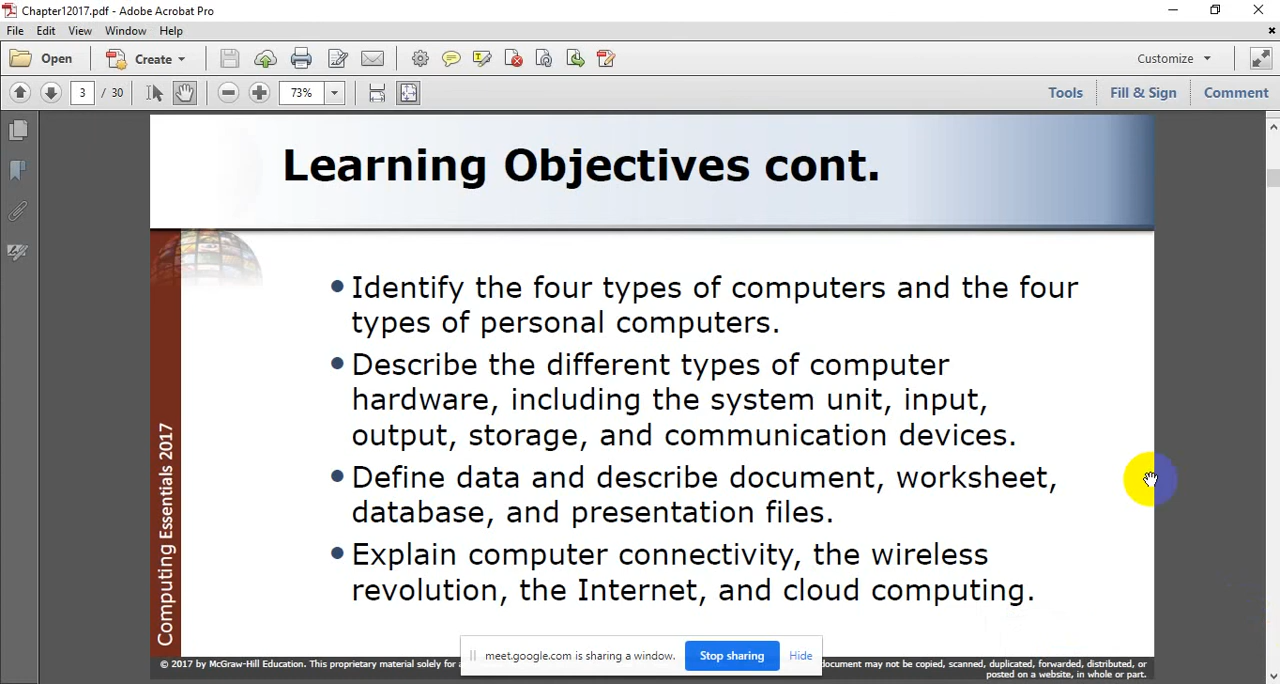 Chapter12017.pdf - Adobe Acrobat Pro
File Edit View Window Help
Open Create Customize
3 / 30 73% Tools Fill & Sign Comment
Learning Objectives cont.
• Identify the four types of computers and the four
types of personal computers.
• Describe the different types of computer
hardware, including the system unit, input,
output, storage, and communication devices.
• Define data and describe document, worksheet,
database, and presentation files.
• Explain computer connectivity, the wireless
revolution, the Internet, and cloud computing.
Computing Essentials 2017
meet.google.com is sharing a window. Stop sharing Hide
© 2017 by McGraw-Hill Education. This proprietary material solely for document may not be copied, scanned, duplicated, forwarded, distributed, or
posted on a website, in whole or part.